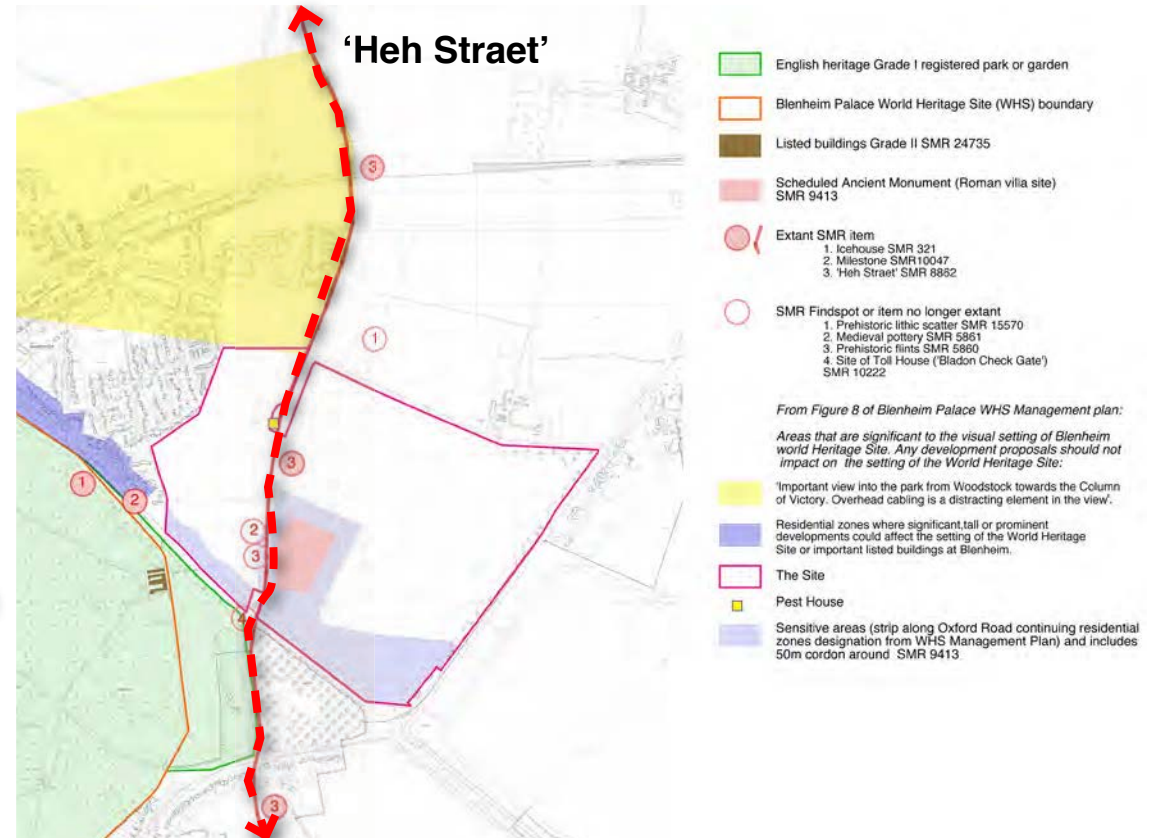 ‘Heh Straet’
3
1
3
1
2
2
3
4
3
English heritage Grade I registered park or garden
Blenheim Palace World Heritage Site (WHS) boundary
Listed buildings Grade II SMR 24735
Scheduled Ancient Monument (Roman villa site)
SMR 9413
Extant SMR item
1. Icehouse SMR 321
2. Milestone SMR10047
3. 'Heh Straet' SMR 8862
SMR Findspot or item no longer extant
1. Prehistoric lithic scatter SMR 15570
2. Medieval pottery SMR 5861
3. Prehistoric flints SMR 5860
4. Site of Toll House ('Bladon Check Gate')
SMR 10222
From Figure 8 of Blenheim Palace WHS Management plan:
Areas that are significant to the visual setting of Blenheim
world Heritage Site. Any development proposals should not
impact on the setting of the World Heritage Site:
'Important view into the park from Woodstock towards the Column
of Victory. Overhead cabling is a distracting element in the view'.
Residential zones where significant,tall or prominent
developments could affect the setting of the World Heritage
Site or important listed buildings at Blenheim.
The Site
Pest House
Sensitive areas (strip along Oxford Road continuing residential
zones designation from WHS Management Plan) and includes
50m cordon around SMR 9413